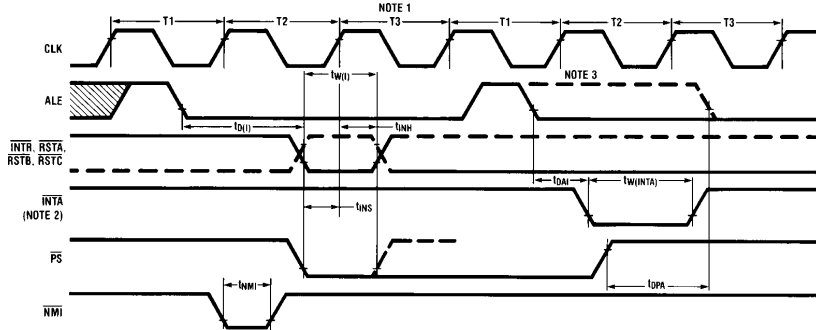 NOTE 1
T1 T2 T3 T1 T2 T3
CLK
tW(I)
NOTE 3
ALE
tD(I) tINH
INTR, RSTA,
RSTB, RSTC
tDAI tW(INTA)
INTA
(NOTE 2)
tINS
PS
tDPA
tNMI
NMI